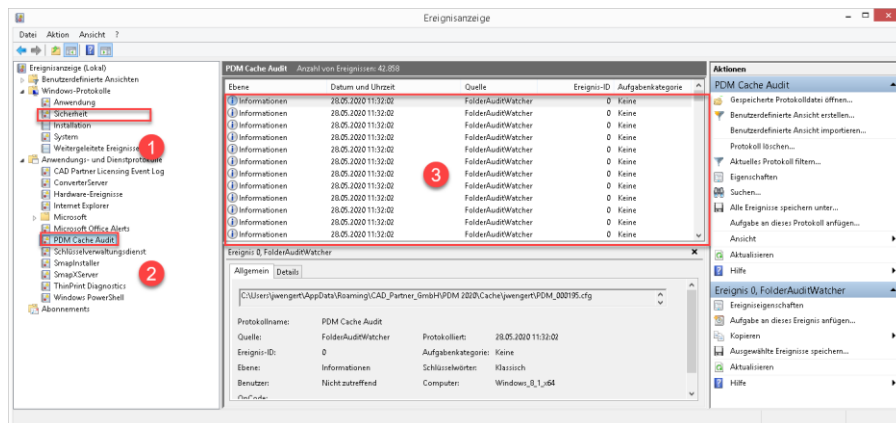 Ereignisanzeige
Datei Aktion Ansicht ?
Ereignisanzeige (Lokal)
Benutzerdefinierte Ansichten
Windows-Protokolle
Anwendung
Sicherheit
Installation
System
Weitergeleitete Ereignisse
1
Anwendungs- und Dienstprotokolle
CAD Partner Licensing Event Log
ConverterServer
Hardware-Ereignisse
Internet Explorer
Microsoft
Microsoft Office Alerts
PDM Cache Audit
Schlüsselverwaltungsdienst
2
SmapInstaller
SmapXServer
ThinPrint Diagnostics
Windows PowerShell
Abonnements
PDM Cache Audit Anzahl von Ereignissen: 42.858
Ebene Datum und Uhrzeit Quelle Ereignis-ID Aufgabenkategorie
Informationen 28.05.2020 11:32:02 FolderAuditWatcher 0 Keine
Informationen 28.05.2020 11:32:02 FolderAuditWatcher 0 Keine
Informationen 28.05.2020 11:32:02 FolderAuditWatcher 0 Keine
Informationen 28.05.2020 11:32:02 FolderAuditWatcher 0 Keine
Informationen 28.05.2020 11:32:02 FolderAuditWatcher 0 Keine
Informationen 28.05.2020 11:32:02 FolderAuditWatcher 0 Keine
Informationen 28.05.2020 11:32:02 FolderAuditWatcher 0 Keine
3
Informationen 28.05.2020 11:32:02 FolderAuditWatcher 0 Keine
Informationen 28.05.2020 11:32:02 FolderAuditWatcher 0 Keine
Informationen 28.05.2020 11:32:02 FolderAuditWatcher 0 Keine
Informationen 28.05.2020 11:32:02 FolderAuditWatcher 0 Keine
Informationen 28.05.2020 11:32:02 FolderAuditWatcher 0 Keine
Ereignis 0, FolderAuditWatcher
Allgemein Details
C:\Users\jwengert\AppData\Roaming\CAD_Partner_GmbH\PDM 2020\Cache\jwengert\PDM_000195.cfg
Protokollname: PDM Cache Audit
Quelle: FolderAuditWatcher Protokolliert: 28.05.2020 11:32:02
Ereignis-ID: 0 Aufgabenkategorie: Keine
Ebene: Informationen Schlüsselwörter: Klassisch
Benutzer: Nicht zutreffend Computer: Windows_8_1_x64
OpCode:
Aktionen
PDM Cache Audit
Gespeicherte Protokolldatei öffnen...
Benutzerdefinierte Ansicht erstellen...
Benutzerdefinierte Ansicht importieren...
Protokoll löschen...
Aktuelles Protokoll filtern...
Eigenschaften
Suchen...
Alle Ereignisse speichern unter...
Aufgabe an dieses Protokoll anfügen...
Ansicht
Aktualisieren
Hilfe
Ereignis 0, FolderAuditWatcher
Ereigniseigenschaften
Aufgabe an dieses Ereignis anfügen...
Kopieren
Ausgewählte Ereignisse speichern...
Aktualisieren
Hilfe